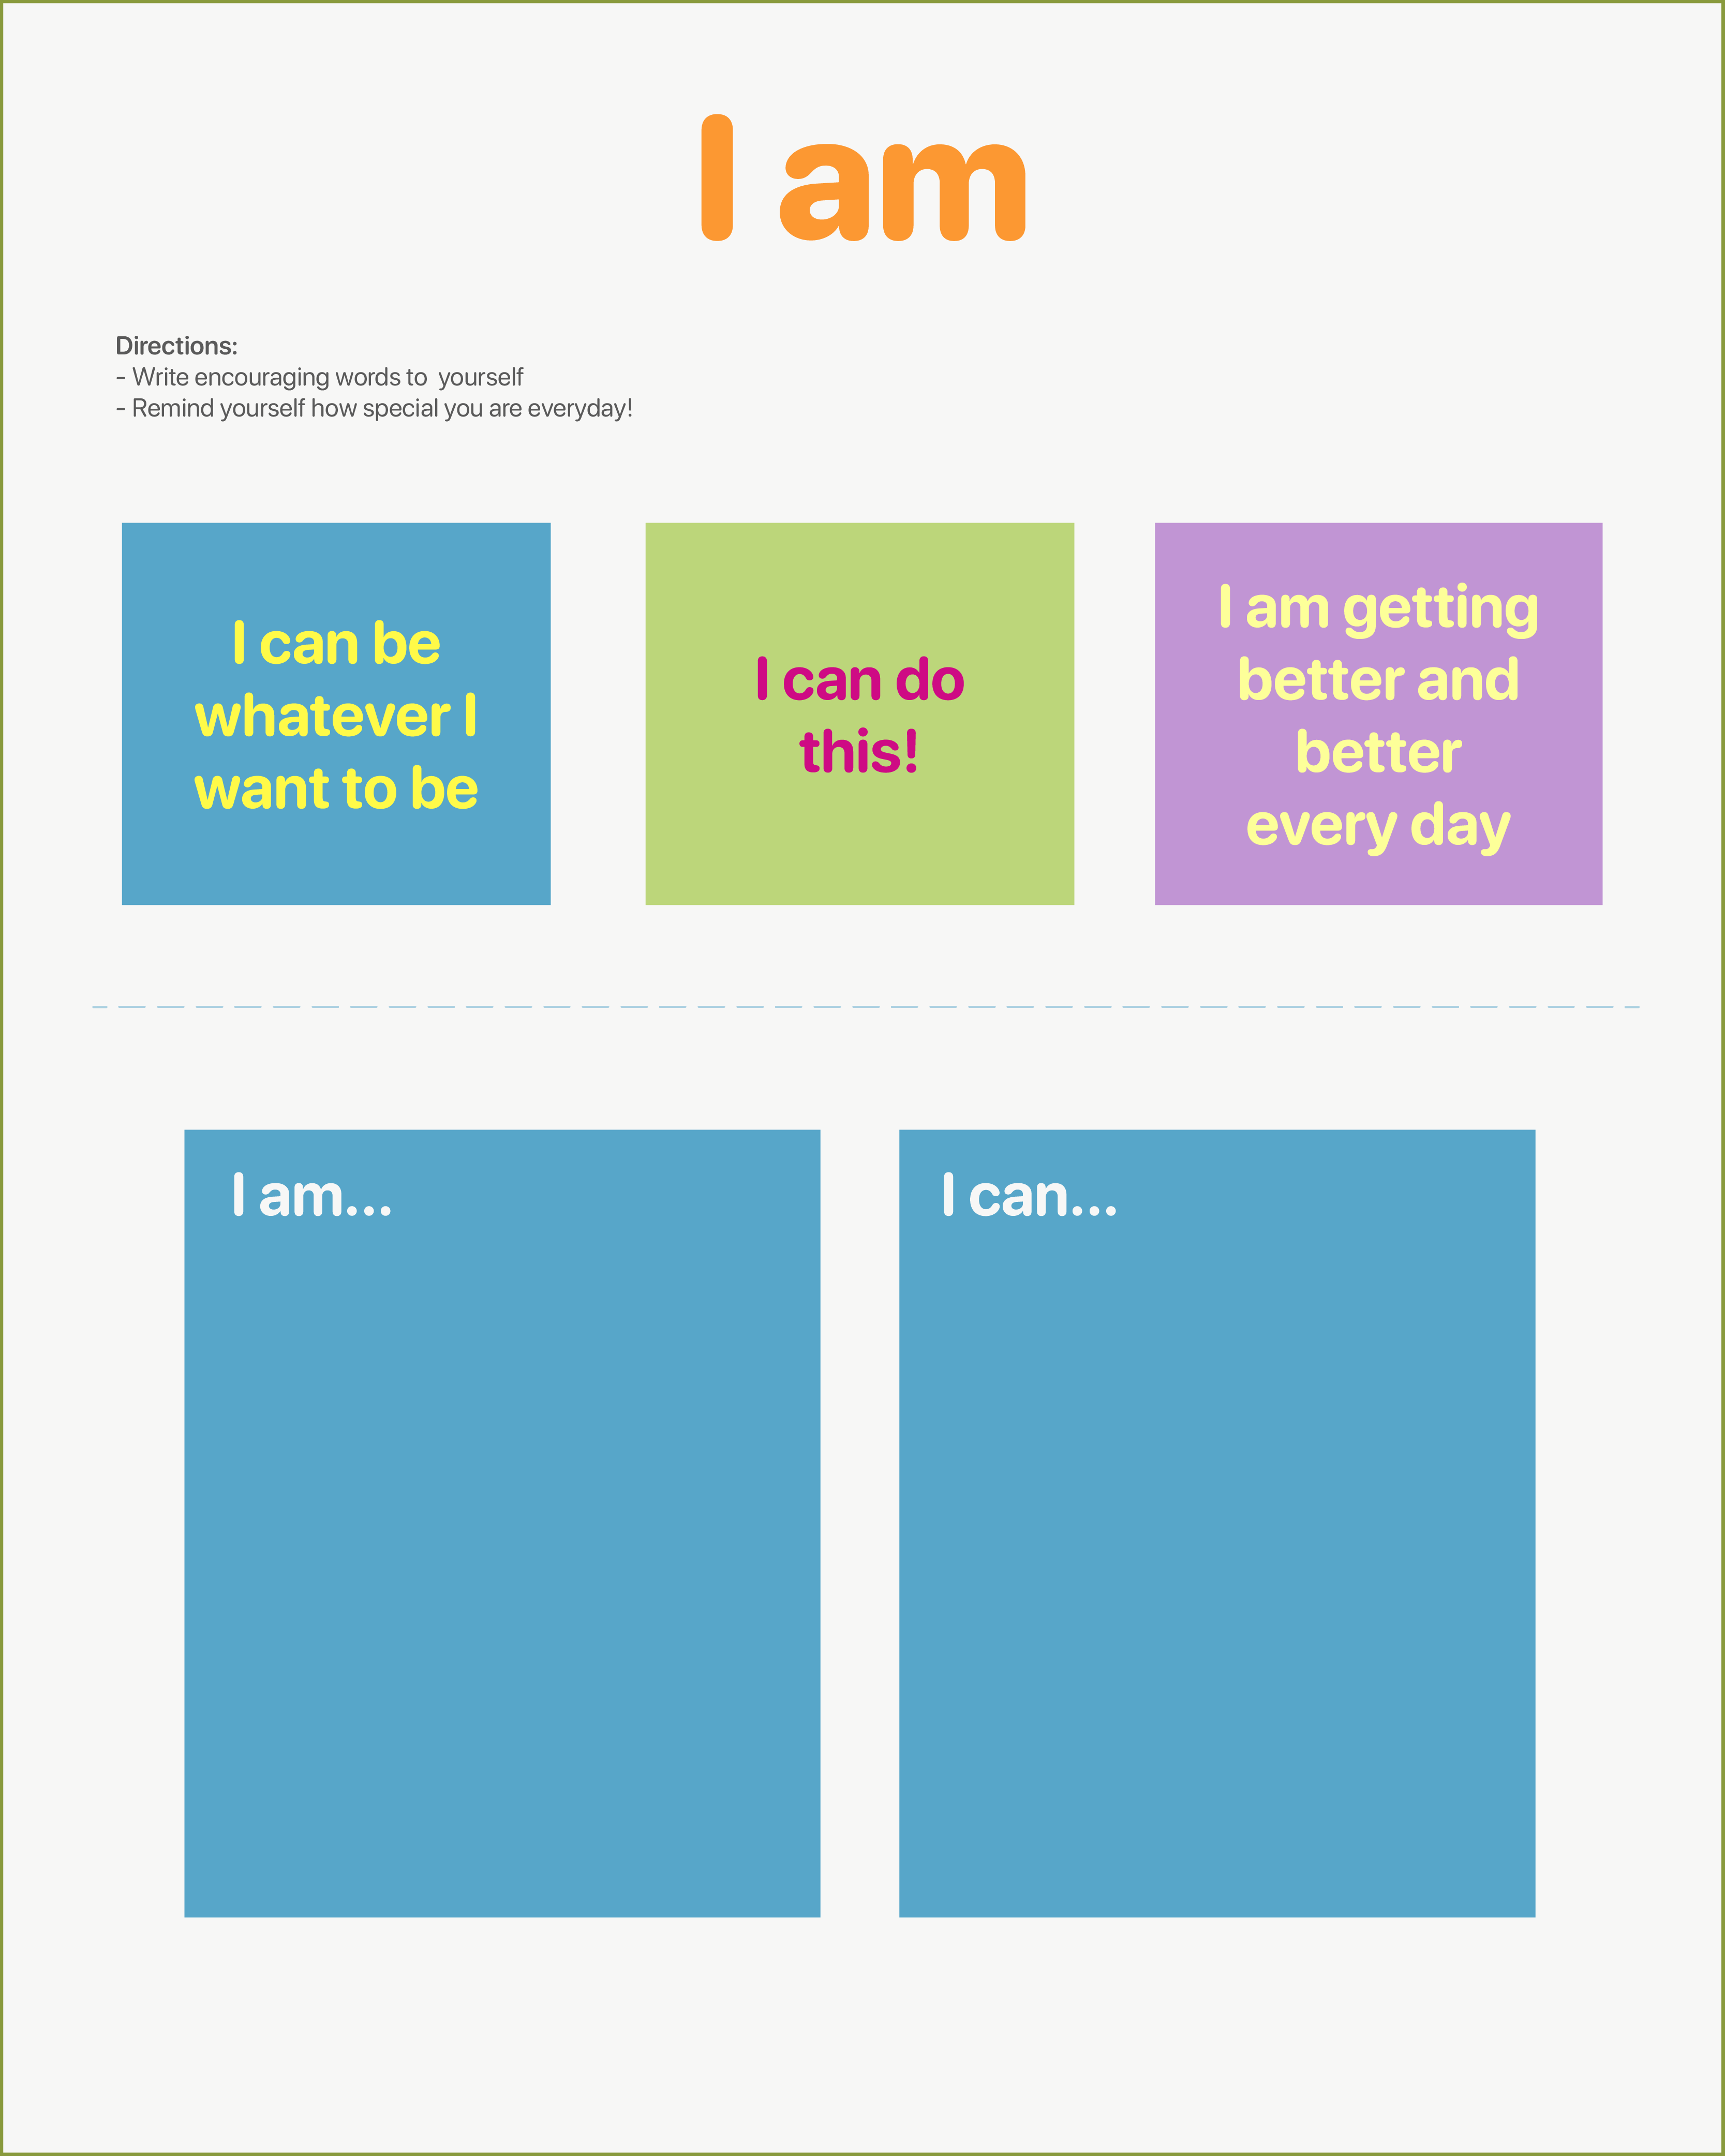 I am
Directions:
- Write encouraging words to  yourself
- Remind yourself how special you are everyday!
I can be
whatever I
want to be
I can do
this!
I am getting
better and
better
every day
I am...
I can...